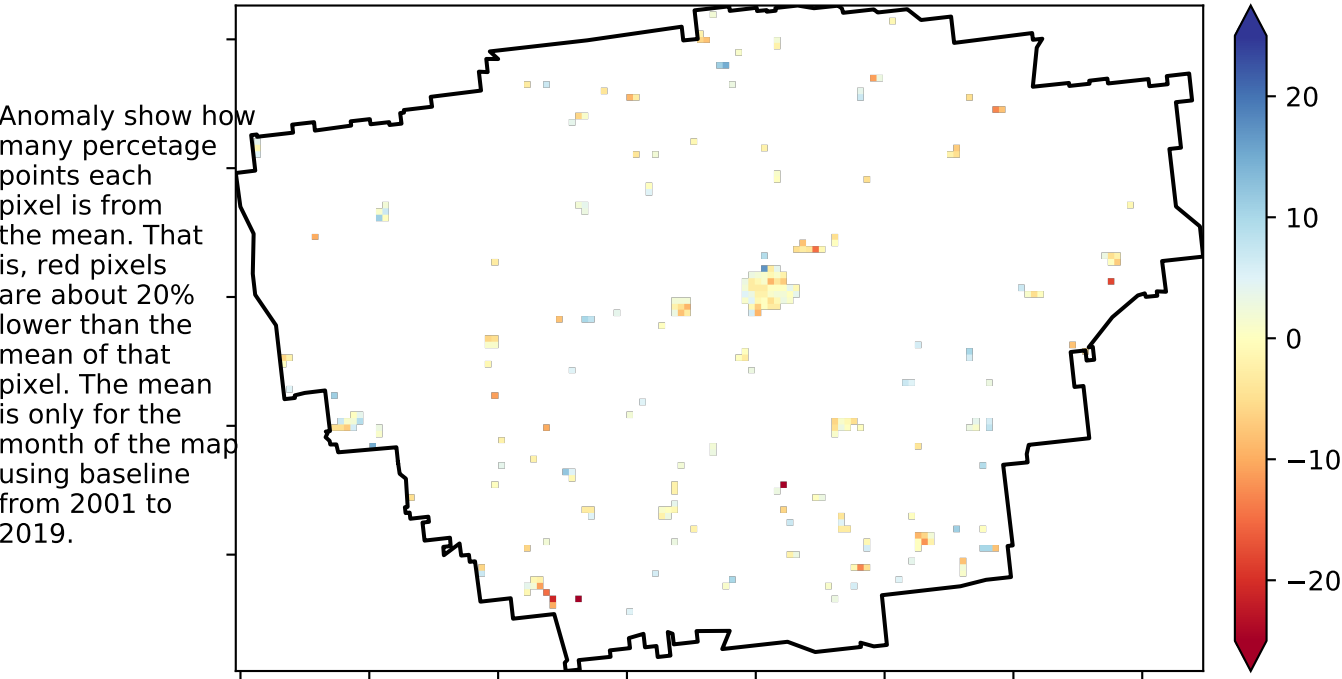 Anomaly show how
many percetage
points each
pixel is from
the mean. That
is, red pixels
are about 20%
lower than the
mean of that
pixel. The mean
is only for the
month of the map
using baseline
from 2001 to
2019.
20
10
0
−10
−20